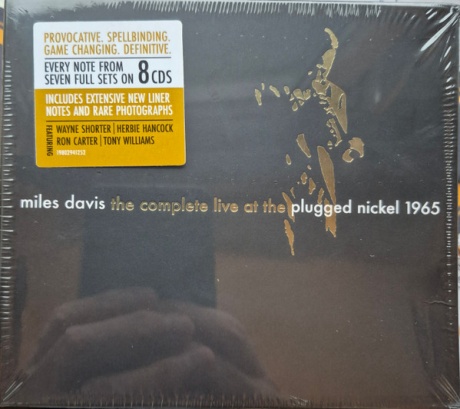 PROVOCATIVE. SPELLBINDING.
GAME CHANGING. DEFINITIVE.
EVERY NOTE FROM
SEVEN FULL SETS ON 8 CDS
INCLUDES EXTENSIVE NEW LINER
NOTES AND RARE PHOTOGRAPHS
FEATURING
WAYNE SHORTER | HERBIE HANCOCK
RON CARTER | TONY WILLIAMS
miles davis the complete live at the plugged nickel 1965